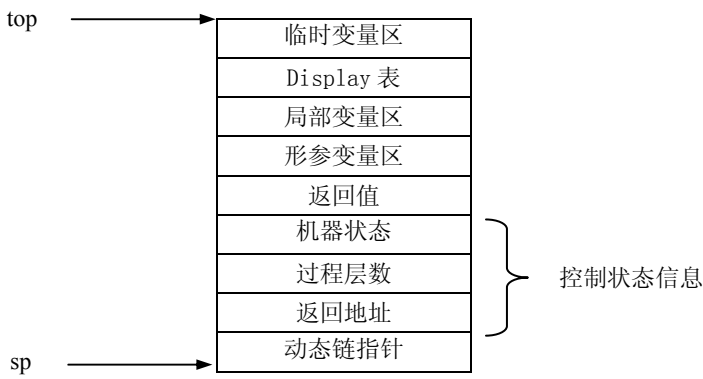 top
临时变量区
Display 表
局部变量区
形参变量区
返回值
机器状态
过程层数
控制状态信息
返回地址
动态链指针
sp